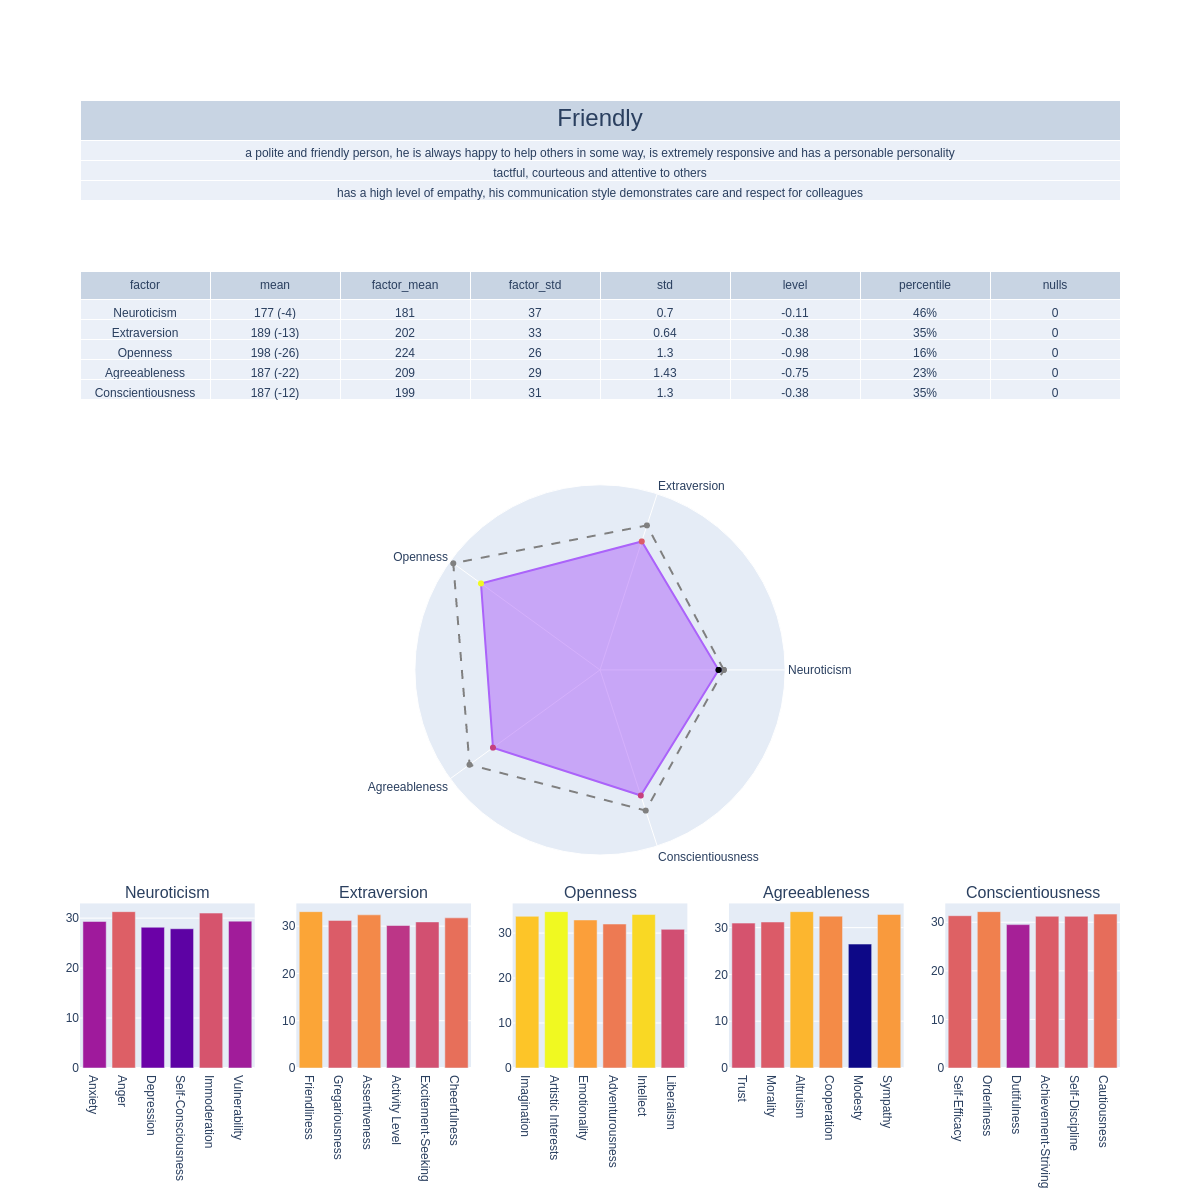 Friendly
a polite and friendly person, he is always happy to help others in some way, is extremely responsive and has a personable personality
tactful, courteous and attentive to others
has a high level of empathy, his communication style demonstrates care and respect for colleagues
factor mean factor_mean factor_std std level percentile nulls
Neuroticism 177 (-4) 181 37 0.7 -0.11 46% 0
Extraversion 189 (-13) 202 33 0.64 -0.38 35% 0
Openness 198 (-26) 224 26 1.3 -0.98 16% 0
Agreeableness 187 (-22) 209 29 1.43 -0.75 23% 0
Conscientiousness 187 (-12) 199 31 1.3 -0.38 35% 0
Extraversion
Openness
Neuroticism
Agreeableness
Conscientiousness
Neuroticism
30
20
10
0
Anxiety
Anger
Depression
Self-Consciousness
Immoderation
Vulnerability
Extraversion
30
20
10
0
Friendliness
Gregariousness
Assertiveness
Activity Level
Excitement-Seeking
Cheerfulness
Openness
30
20
10
0
Imagination
Artistic Interests
Emotionality
Adventurousness
Intellect
Liberalism
Agreeableness
30
20
10
0
Trust
Morality
Altruism
Cooperation
Modesty
Sympathy
Conscientiousness
30
20
10
0
Self-Efficacy
Orderliness
Dutifulness
Achievement-Striving
Self-Discipline
Cautiousness